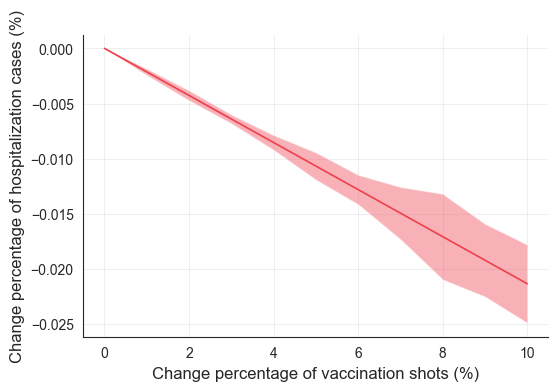 Change percentage of hospitalization cases (%)
0.000
−0.005
−0.010
−0.015
−0.020
−0.025
0 2 4 6 8 10
Change percentage of vaccination shots (%)